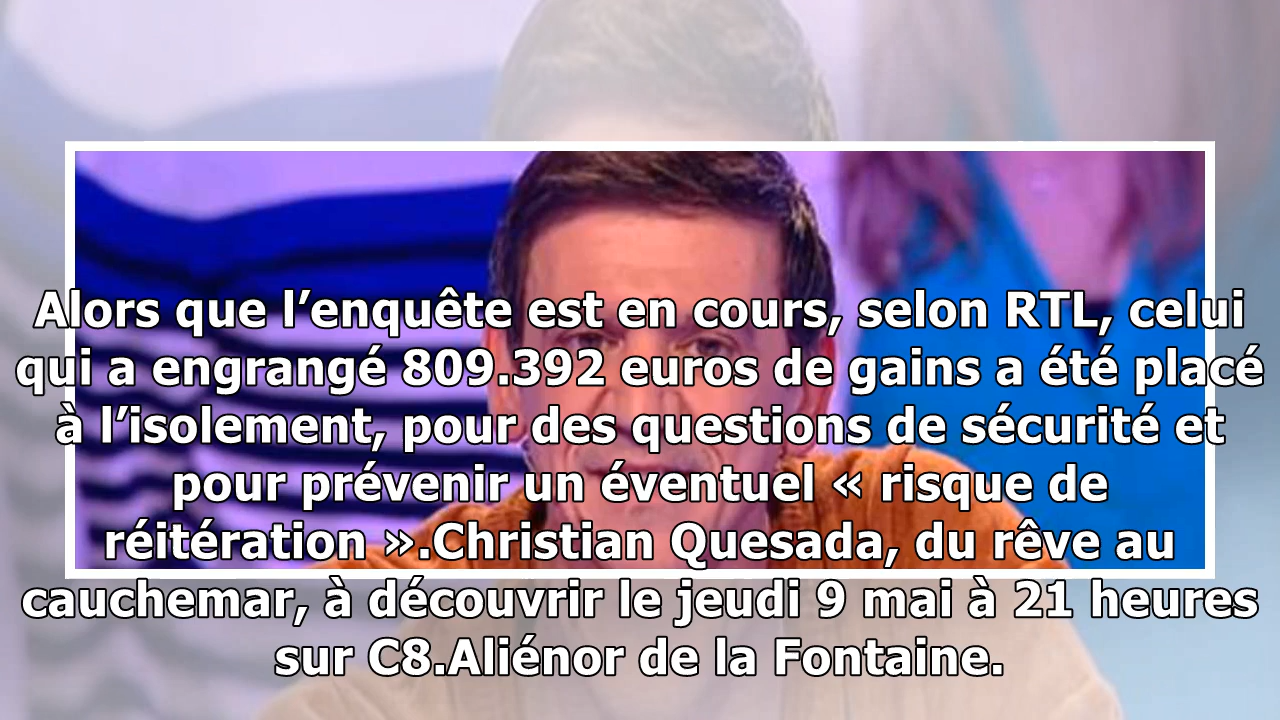 Alors que l’enquête est en cours, selon RTL, celui
qui a engrangé 809.392 euros de gains a été placé
à l’isolement, pour des questions de sécurité et
pour prévenir un éventuel « risque de
réitération ».Christian Quesada, du rêve au
cauchemar, à découvrir le jeudi 9 mai à 21 heures
sur C8.Aliénor de la Fontaine.